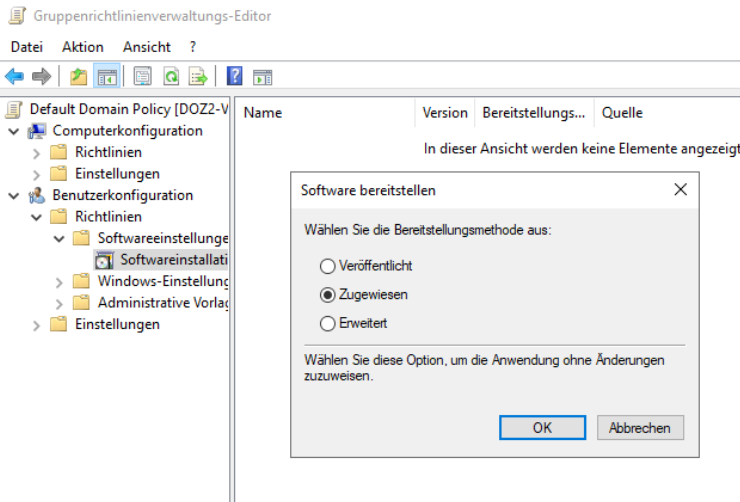 Gruppenrichtlinienverwaltungs-Editor
Datei Aktion Ansicht ?
Default Domain Policy [DOZ2-V
Computerkonfiguration
Richtlinien
Einstellungen
Benutzerkonfiguration
Richtlinien
Softwareeinstellunge
Softwareinstallati
Windows-Einstellung
Administrative Vorlag
Einstellungen
Name Version Bereitstellungs... Quelle
In dieser Ansicht werden keine Elemente angezeigt
Software bereitstellen
Wählen Sie die Bereitstellungsmethode aus:
Veröffentlicht
Zugewiesen
Erweitert
Wählen Sie diese Option, um die Anwendung ohne Änderungen
zuzuweisen.
OK Abbrechen